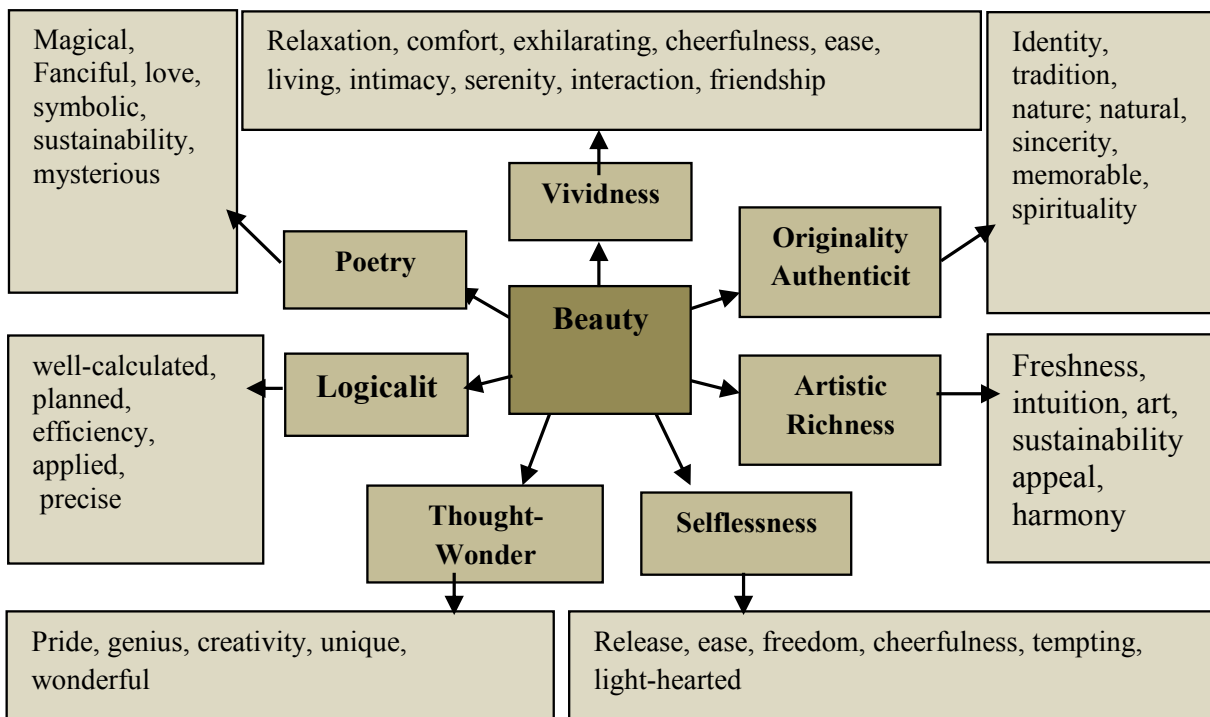 Magical,
Fanciful, love,
symbolic,
sustainability,
mysterious
Relaxation, comfort, exhilarating, cheerfulness, ease,
living, intimacy, serenity, interaction, friendship
Identity,
tradition,
nature; natural,
sincerity,
memorable,
spirituality
Vividness
Poetry
Originality
Authenticit
Beauty
well-calculated,
planned,
efficiency,
applied,
precise
Logicalit
Artistic
Richness
Freshness,
intuition, art,
sustainability
appeal,
harmony
Thought-
Wonder
Selflessness
Pride, genius, creativity, unique,
wonderful
Release, ease, freedom, cheerfulness, tempting,
light-hearted